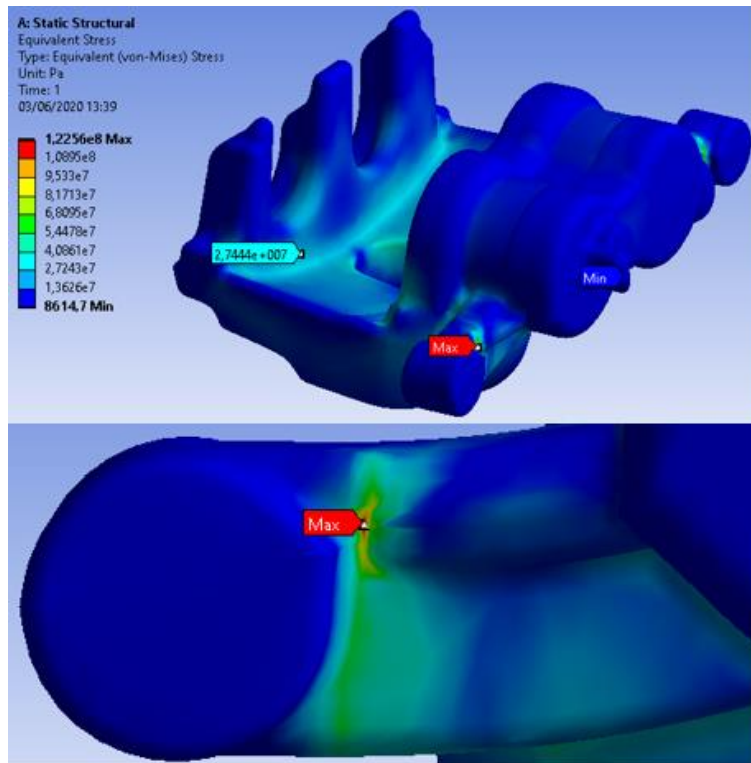 A: Static Structural
Equivalent Stress
Type: Equivalent (von-Mises) Stress
Unit: Pa
Time: 1
03/06/2020 13:39
1,2256e8 Max
1,0895e8
9,533e7
8,1713e7
6,8095e7
5,4478e7
4,0861e7
2,7243e7
1,3626e7
8614,7 Min
2,7444e+007
Min
Max
Max